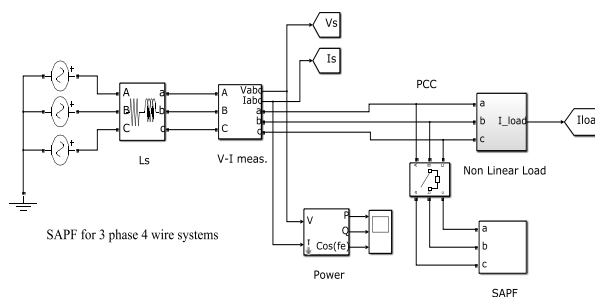 Vs
Is
PCC
A
B
C
a
b
c
Ls
A
B
C
Vabc
Iabc
a
b
c
V-I meas.
a
b
c
I_load
Iloa
Non Linear Load
SAPF for 3 phase 4 wire systems
V
I
P
Q
Cos(fe)
Power
a
b
c
SAPF